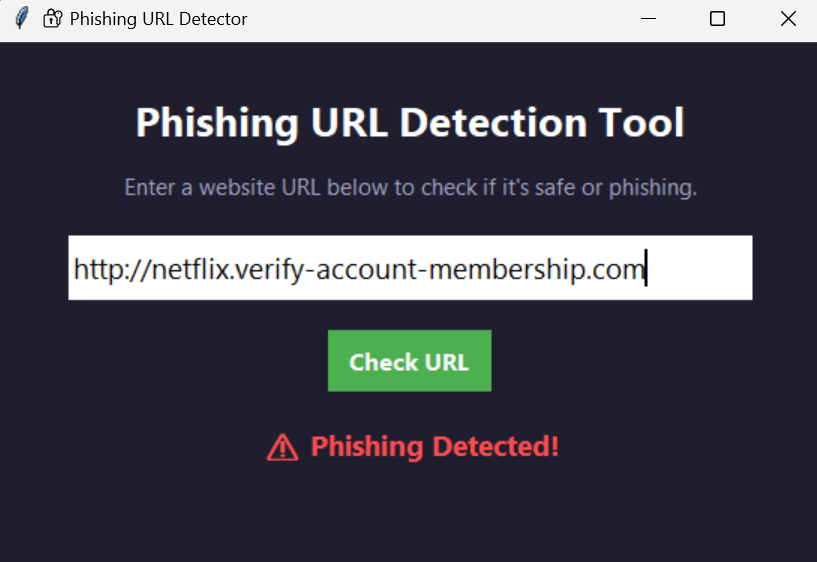 Phishing URL Detector
Phishing URL Detection Tool
Enter a website URL below to check if it's safe or phishing.
http://netflix.verify-account-membership.com
Check URL
⚠ Phishing Detected!